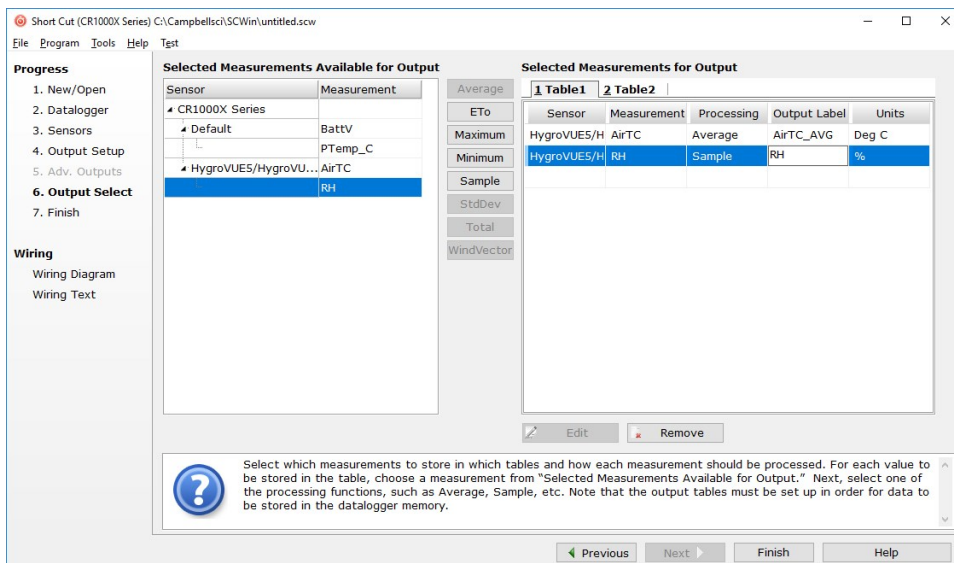 Short Cut (CR1000X Series) C:\Campbellsci\SCWin\untitled.scw
File Program Tools Help Test
Progress
1. New/Open
2. Datalogger
3. Sensors
4. Output Setup
5. Adv. Outputs
6. Output Select
7. Finish
Wiring
Wiring Diagram
Wiring Text
Selected Measurements Available for Output
Sensor Measurement
CR1000X Series
Default BattV
PTemp_C
HygroVUE5/HygroVU... AirTC
RH
Average
ETo
Maximum
Minimum
Sample
StdDev
Total
WindVector
Selected Measurements for Output
1 Table1 2 Table2
Sensor Measurement Processing Output Label Units
HygroVUE5/H AirTC Average AirTC_AVG Deg C
HygroVUE5/H RH Sample RH %
Edit Remove
Select which measurements to store in which tables and how each measurement should be processed. For each value to
be stored in the table, choose a measurement from “Selected Measurements Available for Output.” Next, select one of
the processing functions, such as Average, Sample, etc. Note that the output tables must be set up in order for data to
be stored in the datalogger memory.
Previous Next Finish Help